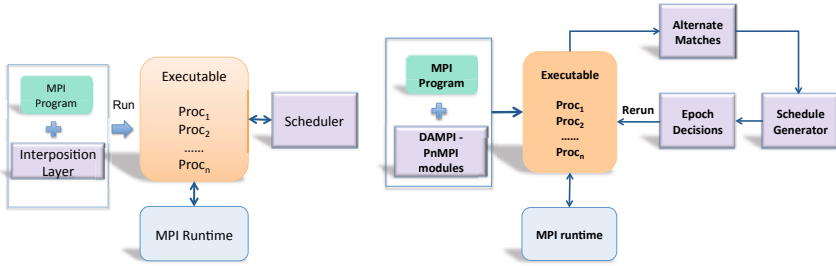 MPI
Program
Interposition
Layer
Run
Executable
Proc1
Proc2
......
Procn
Scheduler
MPI Runtime
MPI
Program
DAMPI -
PnMPI
modules
Executable
Proc1
Proc2
......
Procn
MPI runtime
Alternate
Matches
Rerun
Epoch
Decisions
Schedule
Generator